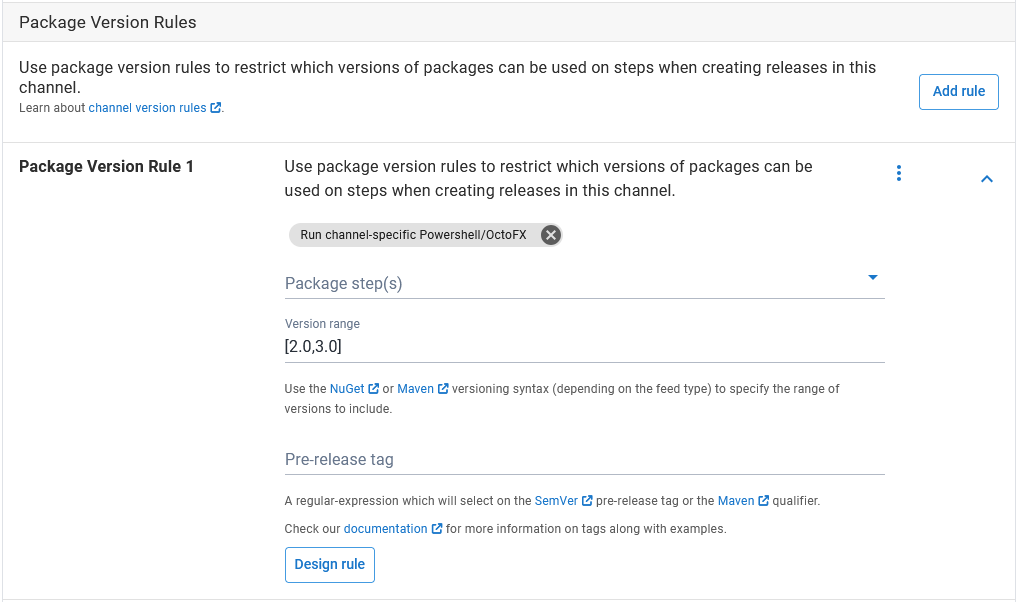 Package Version Rules
Use package version rules to restrict which versions of packages can be used on steps when creating releases in this
channel.
Learn about channel version rules.
Add rule
Package Version Rule 1
Use package version rules to restrict which versions of packages can be
used on steps when creating releases in this channel.
Run channel-specific Powershell/OctoFX
Package step(s)
Version range
[2.0,3.0]
Use the NuGet or Maven versioning syntax (depending on the feed type) to specify the range of
versions to include.
Pre-release tag
A regular-expression which will select on the SemVer pre-release tag or the Maven qualifier.
Check our documentation for more information on tags along with examples.
Design rule